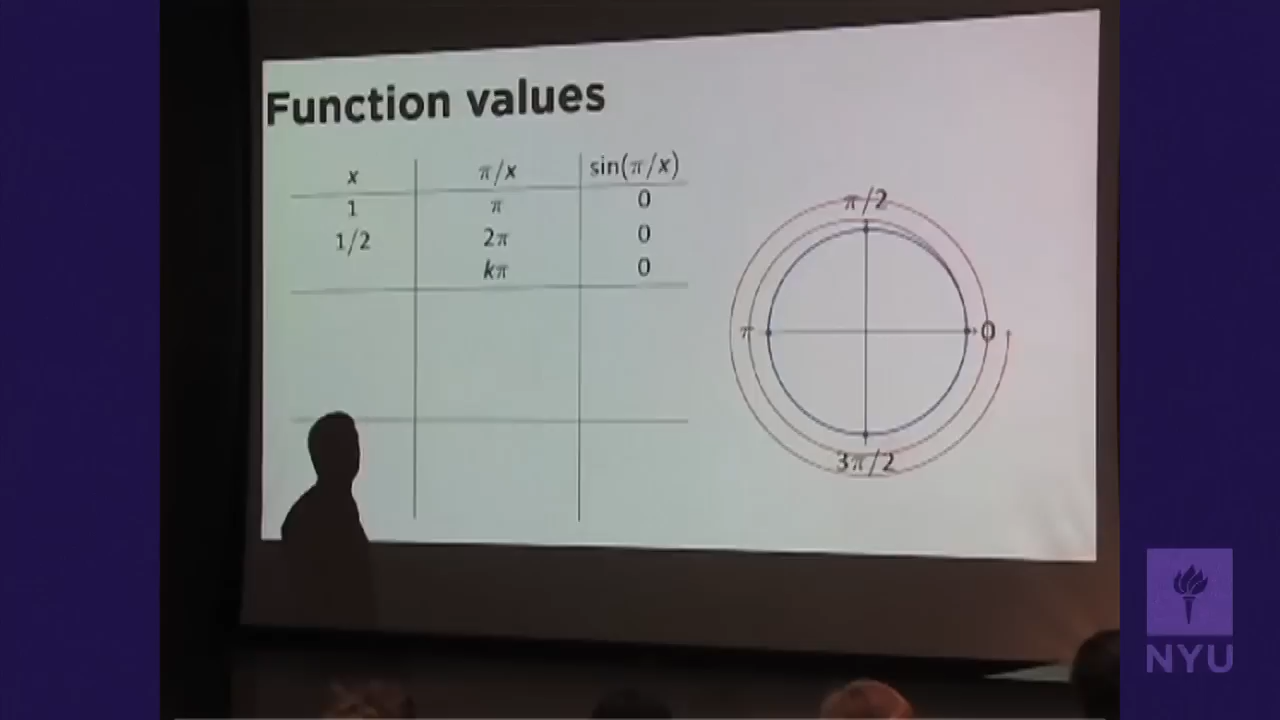 Function values
x π/x sin(π/x)
1 π 0
1/2 2π 0
kπ 0
π/2
π 0
3π/2
NYU